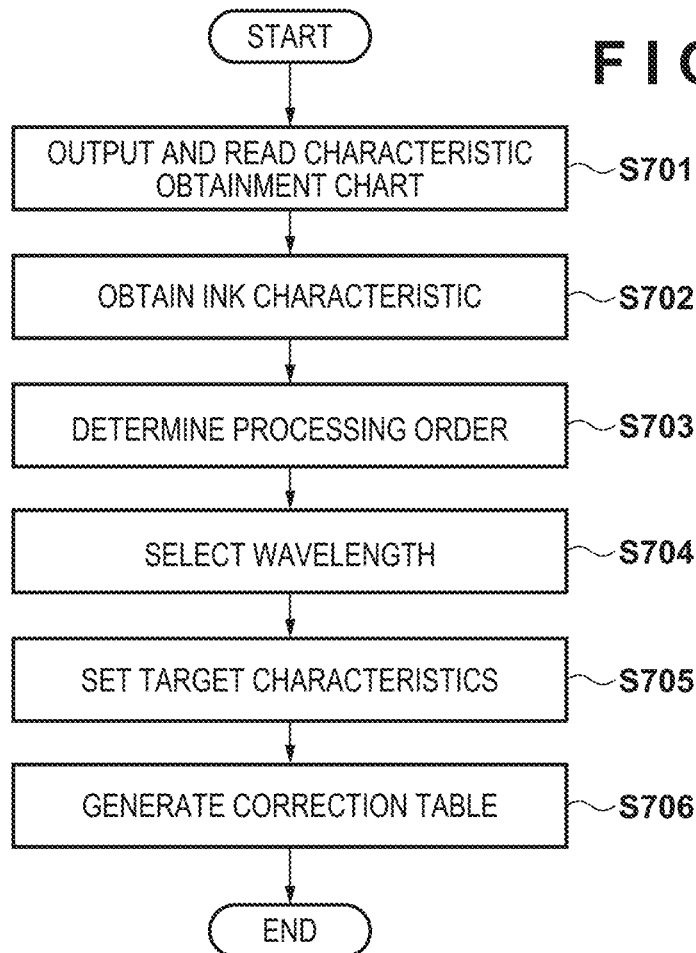 START
F I
OUTPUT AND READ CHARACTERISTIC
OBTAINMENT CHART
S701
OBTAIN INK CHARACTERISTIC
S702
DETERMINE PROCESSING ORDER
S703
SELECT WAVELENGTH
S704
SET TARGET CHARACTERISTICS
S705
GENERATE CORRECTION TABLE
S706
END